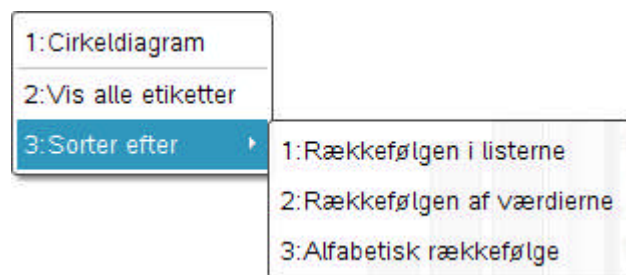 1:Cirkeldiagram
2:Vis alle etiketter
3:Sorter efter
1:Rækkefølgen i listerne
2:Rækkefølgen af værdierne
3:Alfabetisk rækkefølge